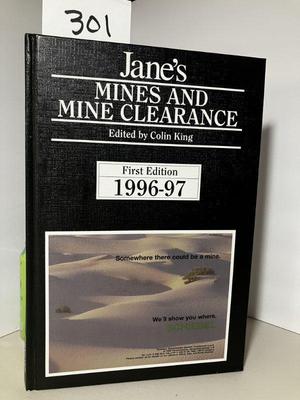 301
Jane's
MINES AND
MINE CLEARANCE
Edited by Colin King
First Edition
1996-97
Somewhere there could be a mine.
We'll show you where.
SCHIEBEL